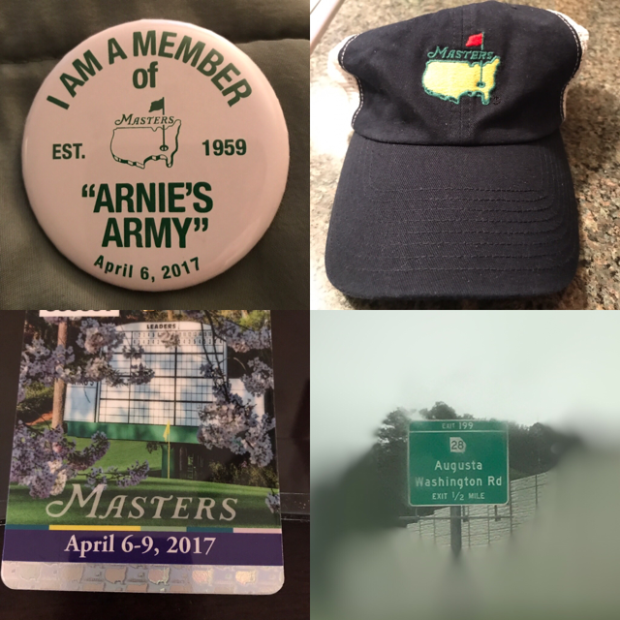 I AM A MEMBER
of
MASTERS
EST. 1959
"ARNIE'S
ARMY"
April 6, 2017
MASTERS
LEADERS
MASTERS
April 6-9, 2017
EXIT 199
28
Augusta
Washington Rd
EXIT 1/2 MILE